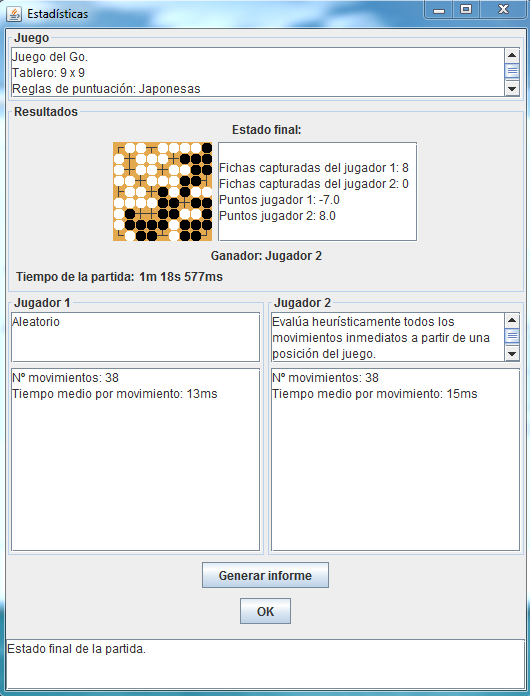 Estadísticas
Juego
Juego del Go.
Tablero: 9 x 9
Reglas de puntuación: Japonesas
Resultados
Estado final:
Fichas capturadas del jugador 1: 8
Fichas capturadas del jugador 2: 0
Puntos jugador 1: -7.0
Puntos jugador 2: 8.0
Ganador: Jugador 2
Tiempo de la partida: 1m 18s 577ms
Jugador 1
Aleatorio
Nº movimientos: 38
Tiempo medio por movimiento: 13ms
Jugador 2
Evalúa heurísticamente todos los
movimientos inmediatos a partir de una
posición del juego.
Nº movimientos: 38
Tiempo medio por movimiento: 15ms
Generar informe
OK
Estado final de la partida.